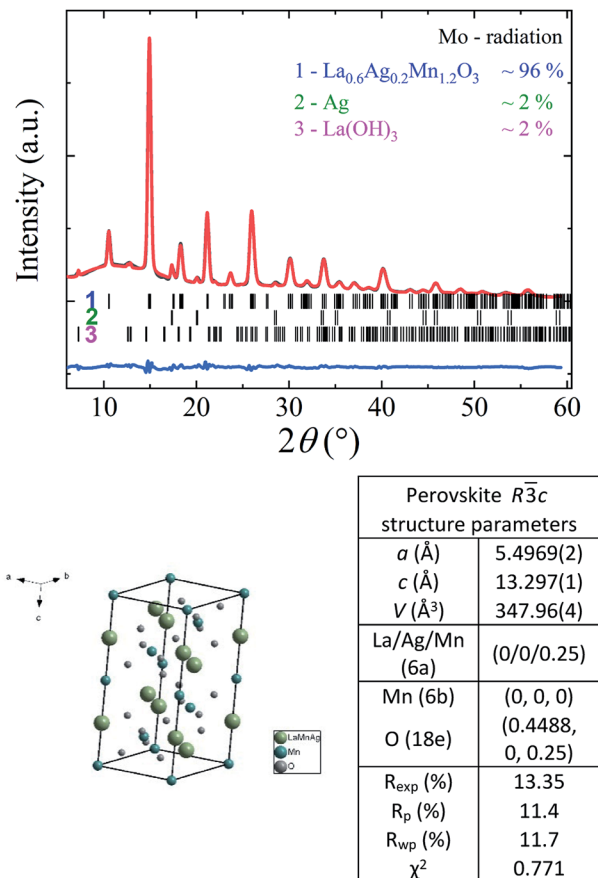 Mo - radiation
1 - La₀.₆Ag₀.₂Mn₁.₂O₃ ~ 96 %
2 - Ag ~ 2 %
3 - La(OH)₃ ~ 2 %
Intensity (a.u.)
1
2
3
10 20 30 40 50 60
2θ (°)
Perovskite R3̅c
structure parameters
a (Å) 5.4969(2)
c (Å) 13.297(1)
V (Å³) 347.96(4)
La/Ag/Mn
(6a) (0/0/0.25)
Mn (6b) (0, 0, 0)
O (18e) (0.4488,
0, 0.25)
Rexp (%) 13.35
Rp (%) 11.4
Rwp (%) 11.7
χ² 0.771
a b
c
LaMnAg
Mn
O